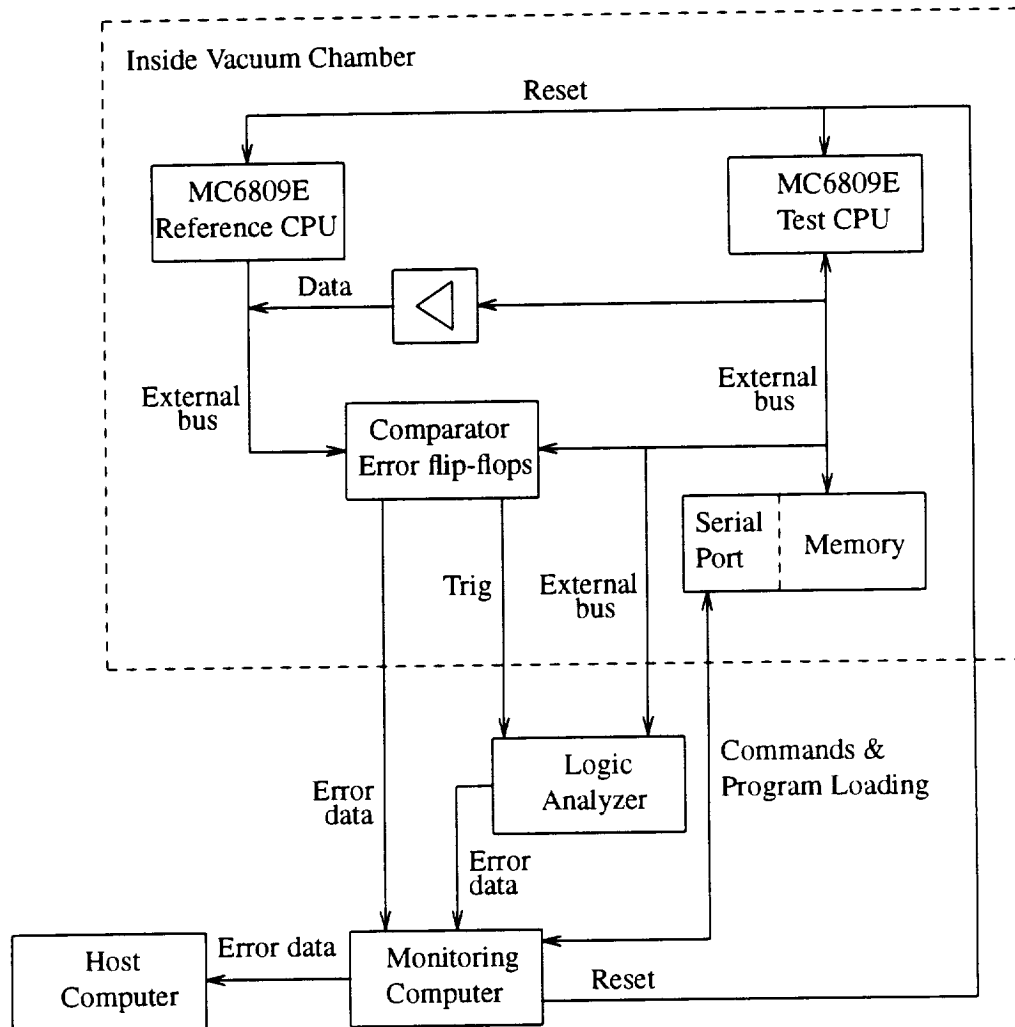 Inside Vacuum Chamber
Reset
MC6809E
Reference CPU
MC6809E
Test CPU
Data
External
bus
External
bus
Comparator
Error flip-flops
Serial
Port
Memory
Trig
External
bus
Commands &
Program Loading
Logic
Analyzer
Error
data
Error
data
Error data
Host
Computer
Monitoring
Computer
Reset